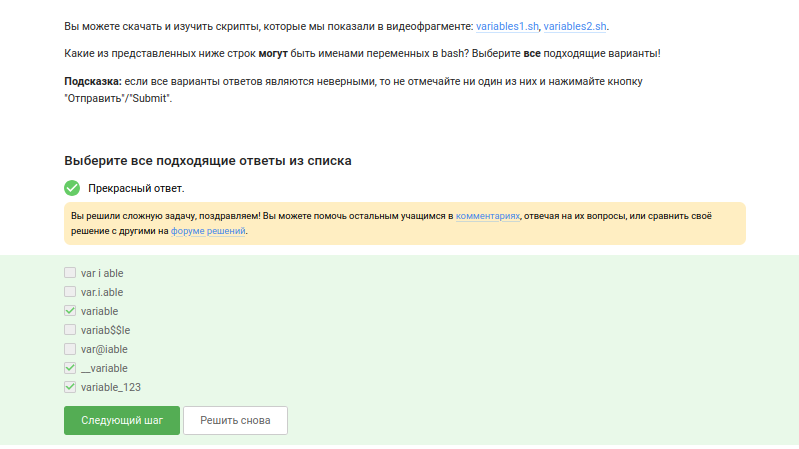 Вы можете скачать и изучить скрипты, которые мы показали в видеофрагменте: variables1.sh, variables2.sh.
Какие из представленных ниже строк могут быть именами переменных в bash? Выберите все подходящие варианты!
Подсказка: если все варианты ответов являются неверными, то не отмечайте ни один из них и нажимайте кнопку
"Отправить"/"Submit".
Выберите все подходящие ответы из списка
Прекрасный ответ.
Вы решили сложную задачу, поздравляем! Вы можете помочь остальным учащимся в комментариях, отвечая на их вопросы, или сравнить своё
решение с другими на форуме решений.
var i able
var.i.able
variable
variab$$le
var@iable
__variable
variable_123
Следующий шаг Решить снова